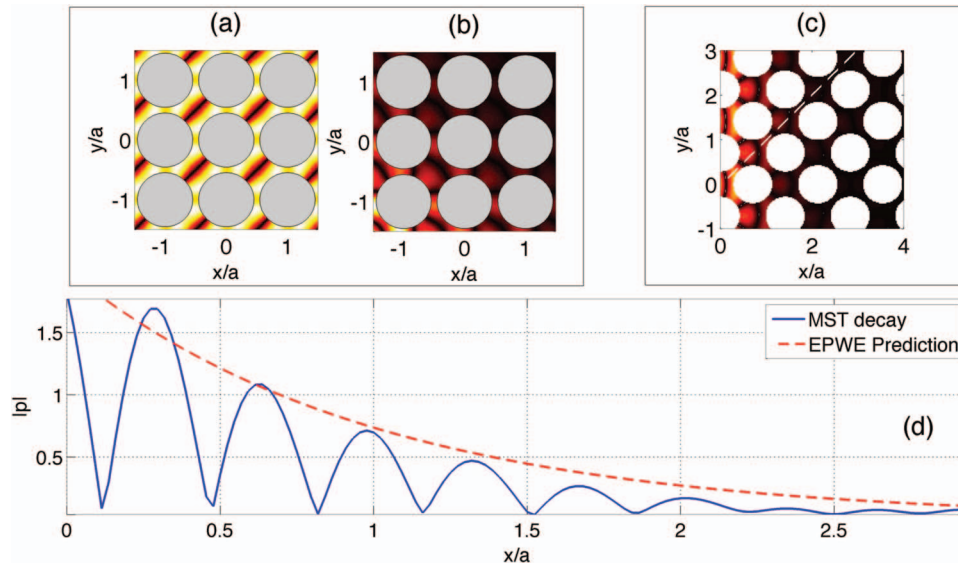 (a)
(b)
(c)
y/a
1
0
-1
-1 0 1
x/a
y/a
1
0
-1
-1 0 1
x/a
y/a
3
2
1
0
-1
0 2 4
x/a
|p|
1.5
1
0.5
MST decay
EPWE Prediction
(d)
0 0.5 1 1.5 2 2.5
x/a